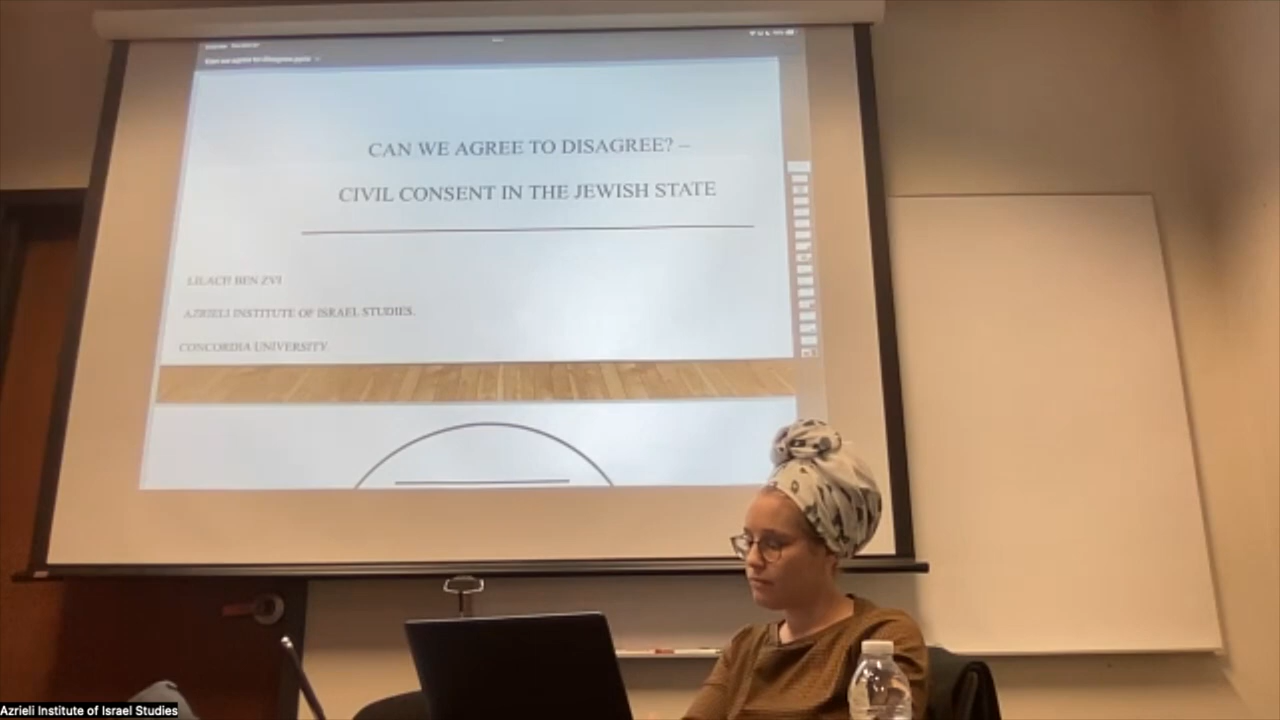 CAN WE AGREE TO DISAGREE? –
CIVIL CONSENT IN THE JEWISH STATE
LILACH BEN ZVI
AZRIELI INSTITUTE OF ISRAEL STUDIES.
CONCORDIA UNIVERSITY.
Azrieli Institute of Israel Studies